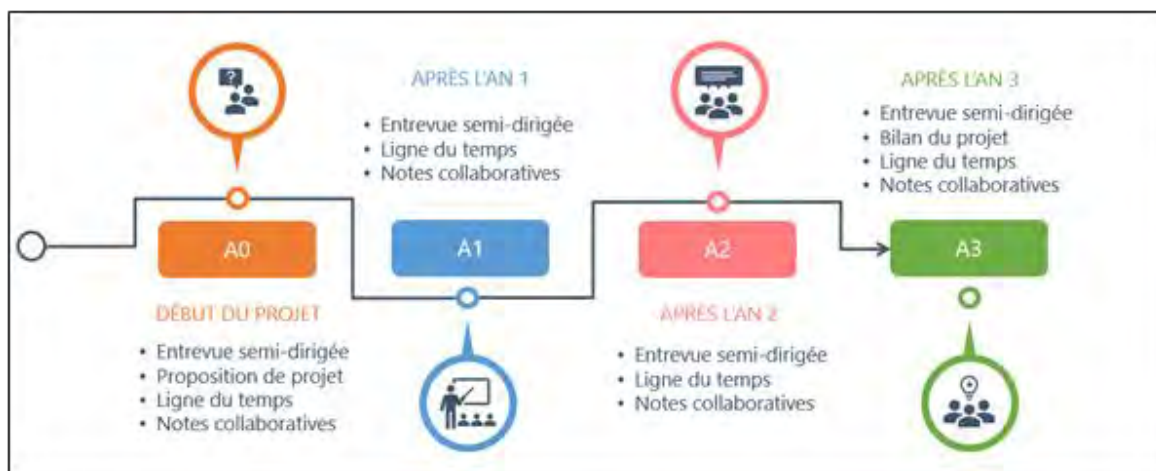 ?
A0
DÉBUT DU PROJET
• Entrevue semi-dirigée
• Proposition de projet
• Ligne du temps
• Notes collaboratives
APRÈS L'AN 1
• Entrevue semi-dirigée
• Ligne du temps
• Notes collaboratives
A1
A2
APRÈS L'AN 2
• Entrevue semi-dirigée
• Ligne du temps
• Notes collaboratives
APRÈS L'AN 3
• Entrevue semi-dirigée
• Bilan du projet
• Ligne du temps
• Notes collaboratives
A3